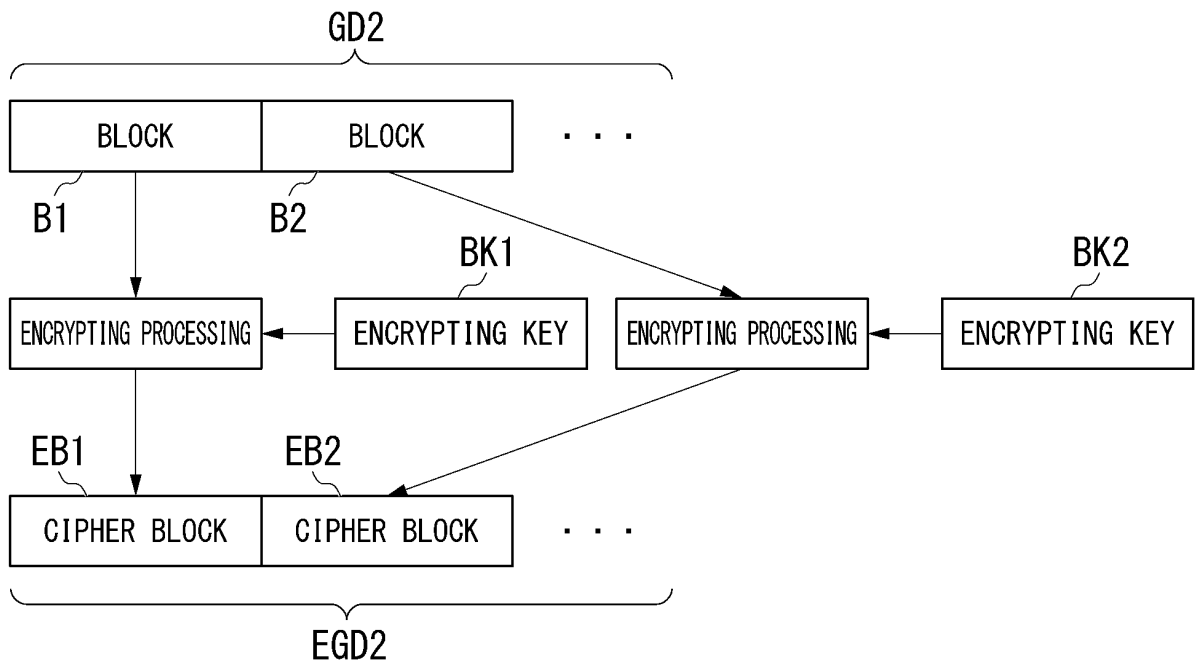 GD2
BLOCK BLOCK . . .
B1 B2
BK1 BK2
ENCRYPTING PROCESSING ENCRYPTING KEY ENCRYPTING PROCESSING ENCRYPTING KEY
EB1 EB2
CIPHER BLOCK CIPHER BLOCK . . .
EGD2